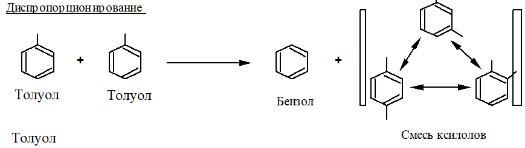 Диспропорционирование
+ +
Толуол Толуол Бензол
Смесь ксилолов
Толуол